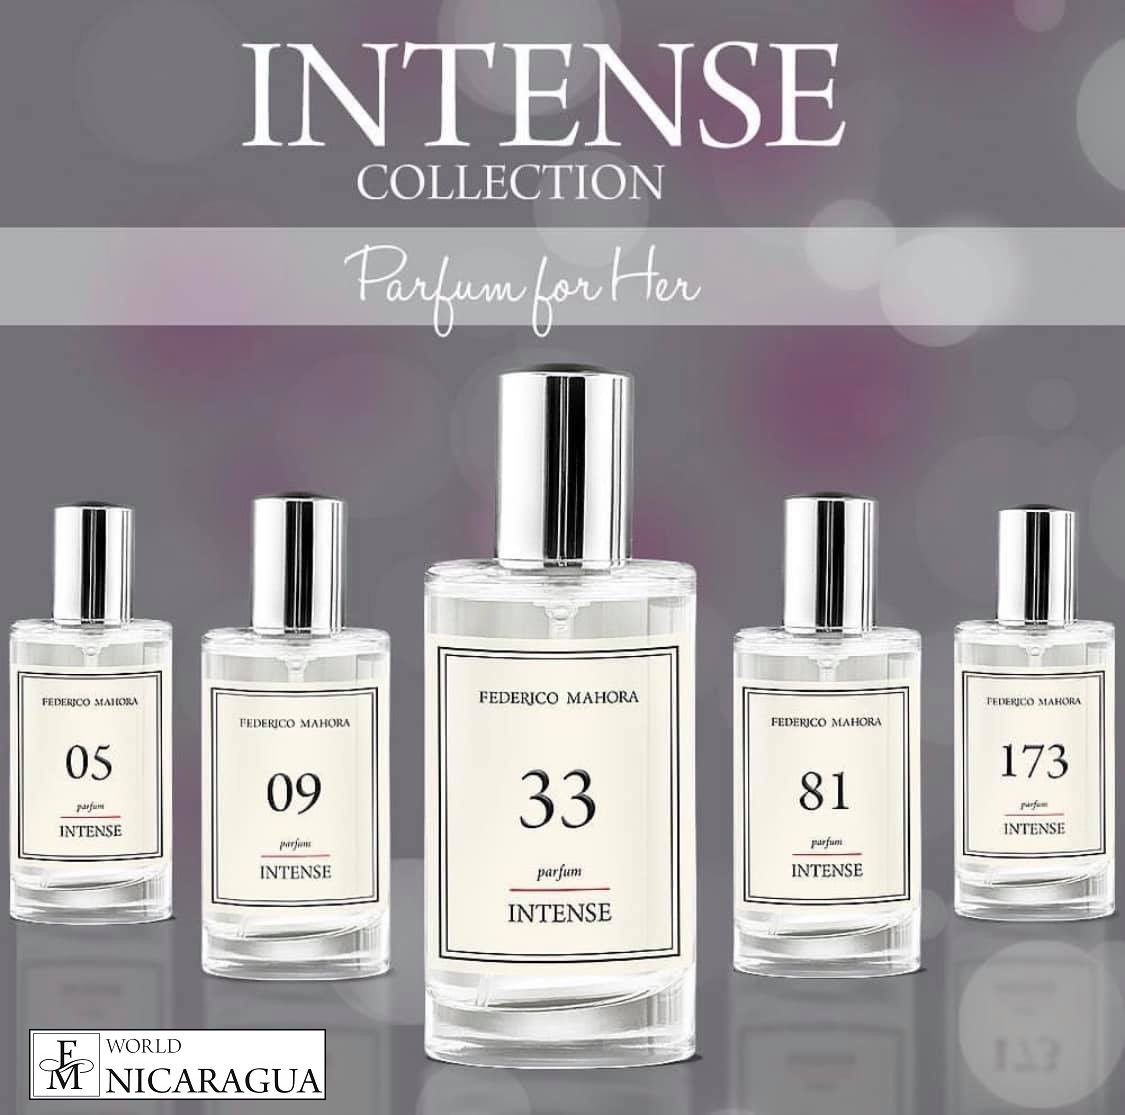 INTENSE
COLLECTION
Parfum for Her
FEDERICO MAHORA
05
parfum
INTENSE
FEDERICO MAHORA
09
parfum
INTENSE
FEDERICO MAHORA
33
parfum
INTENSE
FEDERICO MAHORA
81
parfum
INTENSE
FEDERICO MAHORA
173
parfum
INTENSE
173
FM WORLD
NICARAGUA